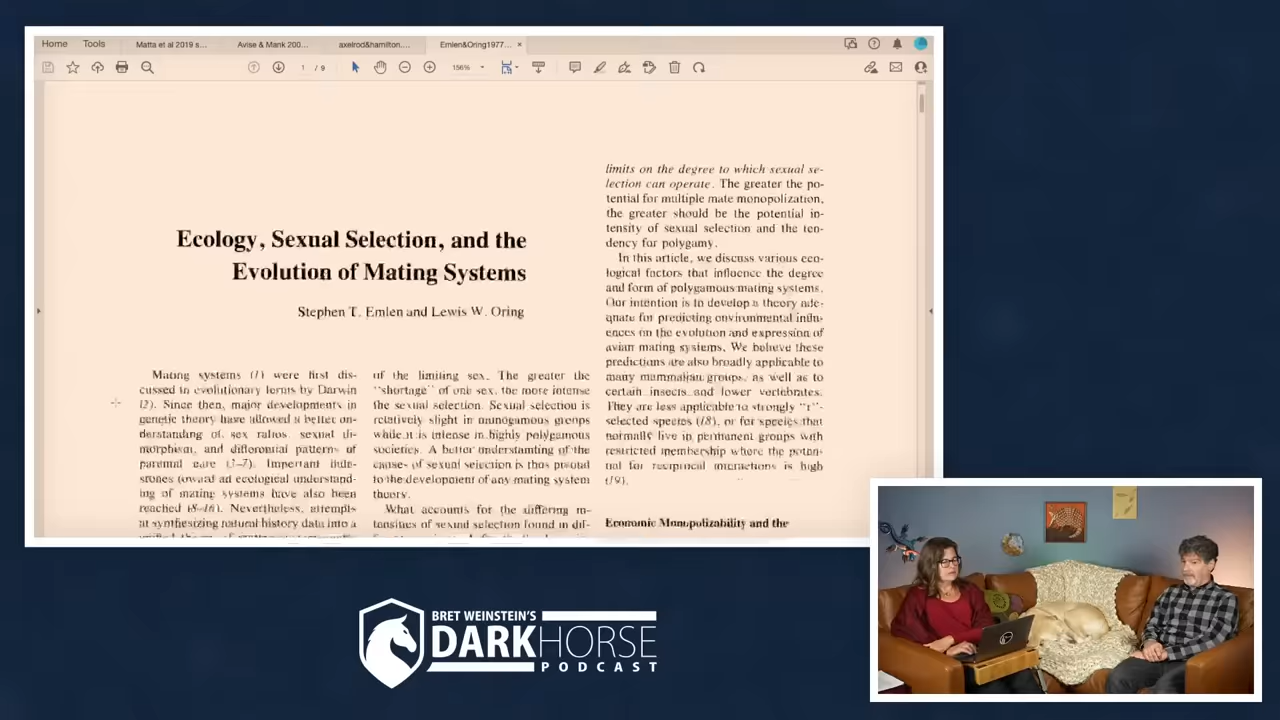 Home Tools Matta et al 2019 s... Avise & Mank 200... axelrod&hamilton.... Emlen&Oring1977... ×
1 / 9 156%
Ecology, Sexual Selection, and the
Evolution of Mating Systems
Stephen T. Emlen and Lewis W. Oring
Mating systems (1) were first dis-
cussed in evolutionary terms by Darwin
(2). Since then, major developments in
genetic theory have allowed a better un-
derstanding of sex ratios, sexual di-
morphism, and differential patterns of
parental care (3–7). Important mile-
stones toward an ecological understand-
ing of mating systems have also been
reached (8–16). Nevertheless, attempts
at synthesizing natural history data into a
of the limiting sex. The greater the
"shortage" of one sex, the more intense
the sexual selection. Sexual selection is
relatively slight in monogamous groups
while it is intense in highly polygamous
societies. A better understanding of the
causes of sexual selection is thus pivotal
to the development of any mating system
theory.
What accounts for the differing in-
tensities of sexual selection found in dif-
limits on the degree to which sexual se-
lection can operate. The greater the po-
tential for multiple mate monopolization,
the greater should be the potential in-
tensity of sexual selection and the ten-
dency for polygamy.
In this article, we discuss various eco-
logical factors that influence the degree
and form of polygamous mating systems.
Our intention is to develop a theory ade-
quate for predicting environmental influ-
ences on the evolution and expression of
avian mating systems. We believe these
predictions are also broadly applicable to
many mammalian groups, as well as to
certain insects and lower vertebrates.
They are less applicable to strongly "r"-
selected species (18), or for species that
normally live in permanent groups with
restricted membership where the poten-
tial for reciprocal interactions is high
(19).
Economic Monopolizability and the
BRET WEINSTEIN'S
DARKHORSE
PODCAST